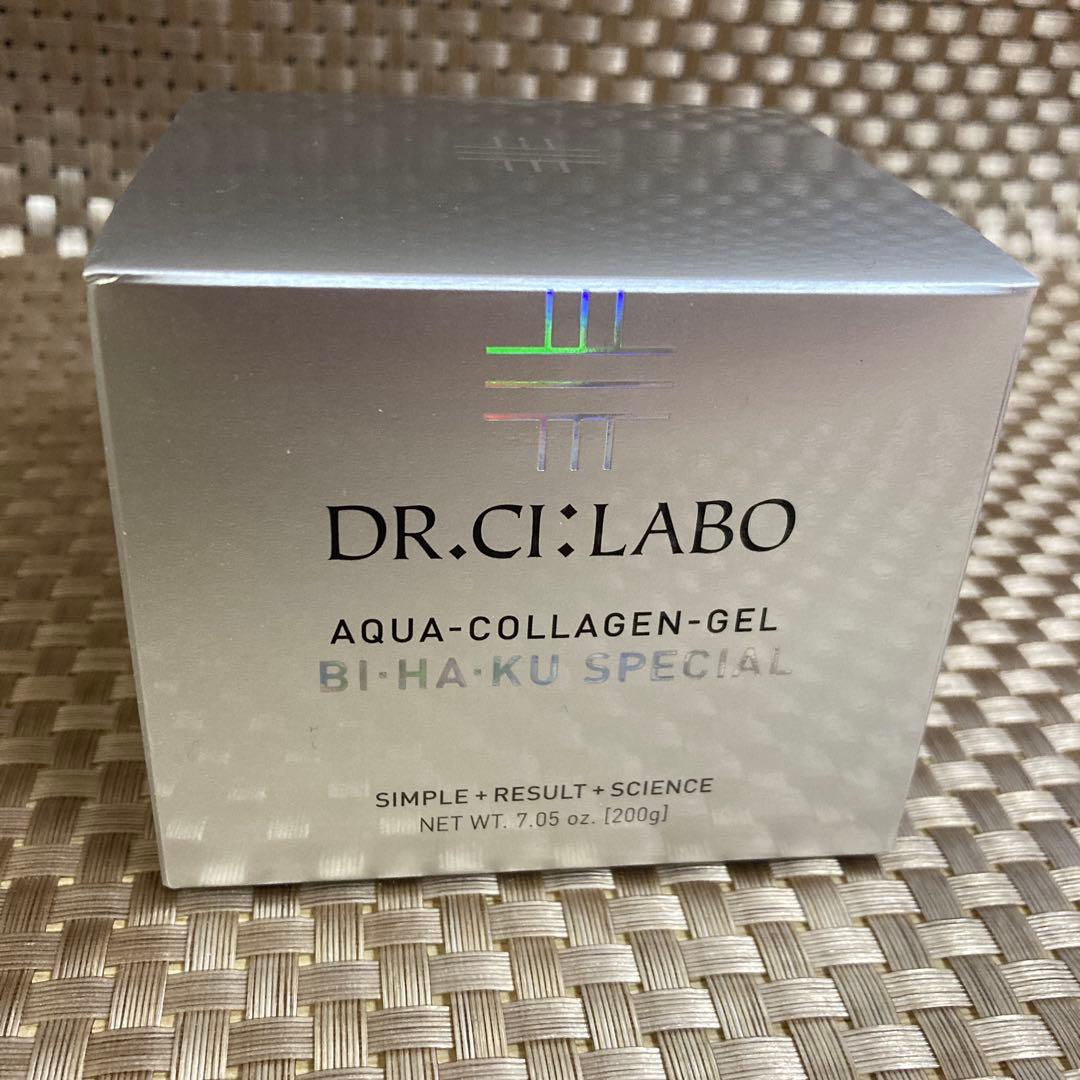 DR.CI:LABO
AQUA-COLLAGEN-GEL
BI·HA·KU SPECIAL
SIMPLE + RESULT + SCIENCE
NET WT. 7.05 oz. [200g]